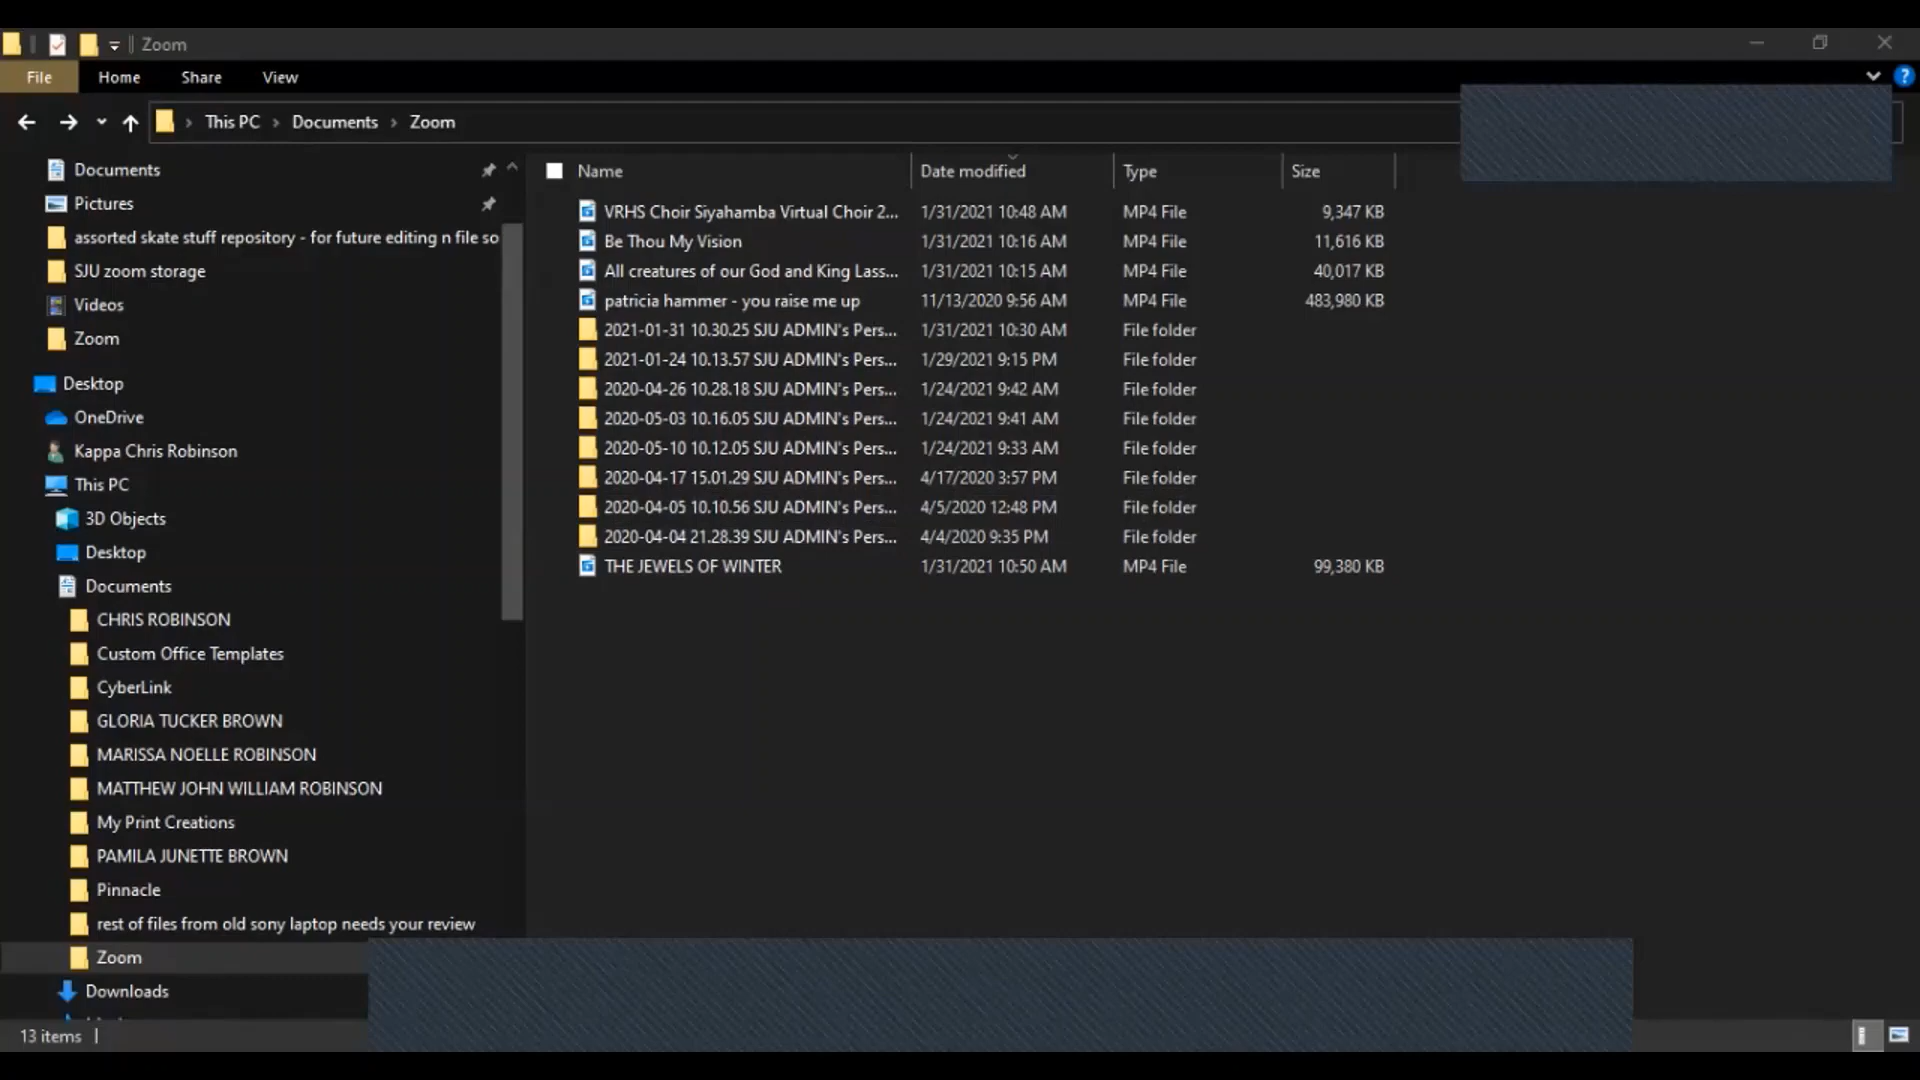 Zoom
File Home Share View
This PC > Documents > Zoom
Documents
Pictures
assorted skate stuff repository - for future editing n file so
SJU zoom storage
Videos
Zoom
Desktop
OneDrive
Kappa Chris Robinson
This PC
3D Objects
Desktop
Documents
CHRIS ROBINSON
Custom Office Templates
CyberLink
GLORIA TUCKER BROWN
MARISSA NOELLE ROBINSON
MATTHEW JOHN WILLIAM ROBINSON
My Print Creations
PAMILA JUNETTE BROWN
Pinnacle
rest of files from old sony laptop needs your review
Zoom
Downloads
Name Date modified Type Size
VRHS Choir Siyahamba Virtual Choir 2... 1/31/2021 10:48 AM MP4 File 9,347 KB
Be Thou My Vision 1/31/2021 10:16 AM MP4 File 11,616 KB
All creatures of our God and King Lass... 1/31/2021 10:15 AM MP4 File 40,017 KB
patricia hammer - you raise me up 11/13/2020 9:56 AM MP4 File 483,980 KB
2021-01-31 10.30.25 SJU ADMIN's Pers... 1/31/2021 10:30 AM File folder
2021-01-24 10.13.57 SJU ADMIN's Pers... 1/29/2021 9:15 PM File folder
2020-04-26 10.28.18 SJU ADMIN's Pers... 1/24/2021 9:42 AM File folder
2020-05-03 10.16.05 SJU ADMIN's Pers... 1/24/2021 9:41 AM File folder
2020-05-10 10.12.05 SJU ADMIN's Pers... 1/24/2021 9:33 AM File folder
2020-04-17 15.01.29 SJU ADMIN's Pers... 4/17/2020 3:57 PM File folder
2020-04-05 10.10.56 SJU ADMIN's Pers... 4/5/2020 12:48 PM File folder
2020-04-04 21.28.39 SJU ADMIN's Pers... 4/4/2020 9:35 PM File folder
THE JEWELS OF WINTER 1/31/2021 10:50 AM MP4 File 99,380 KB
13 items